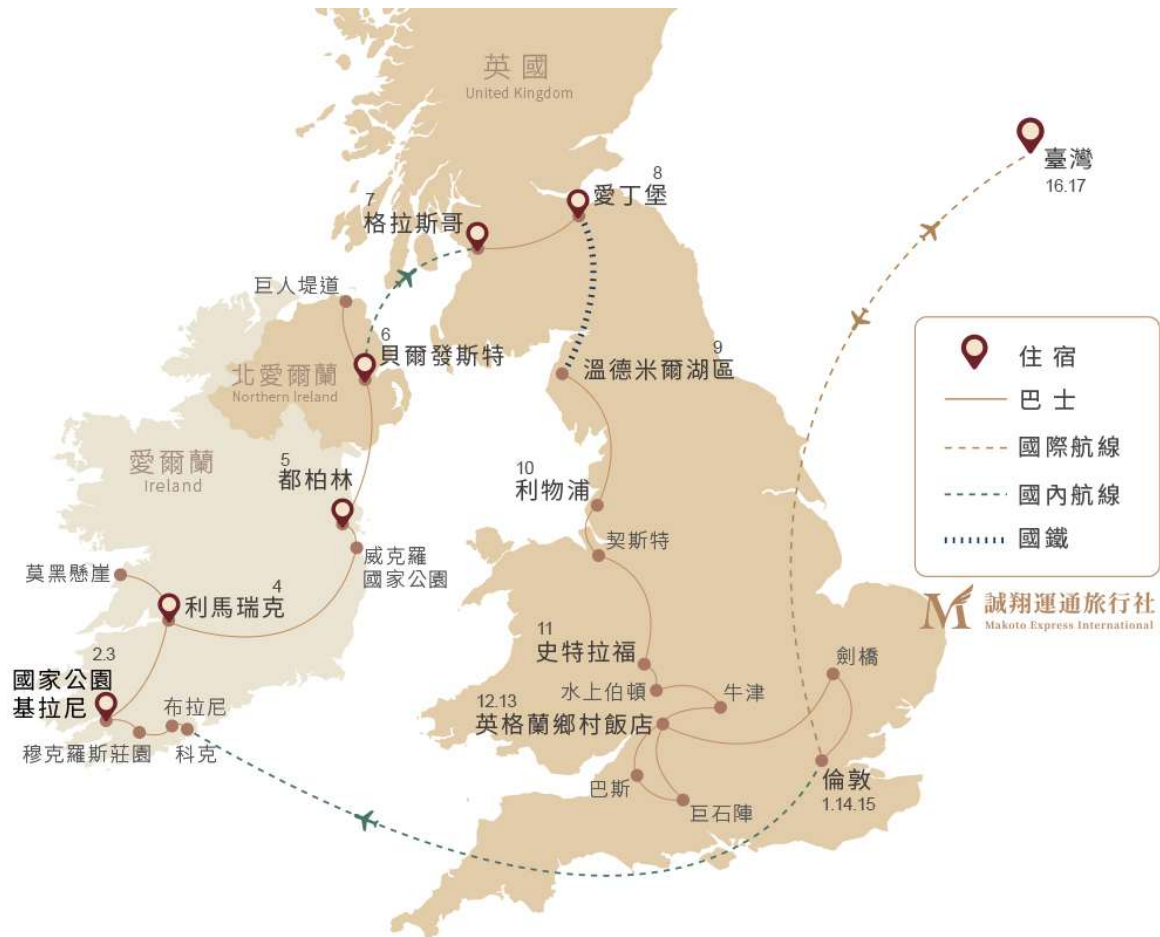 英國
United Kingdom
臺灣
16.17
8
愛丁堡
7
格拉斯哥
巨人堤道
6
貝爾發斯特
北愛爾蘭
Northern Ireland
9
溫德米爾湖區
住宿
巴士
國際航線
國內航線
國鐵
愛爾蘭
Ireland
5
都柏林
10
利物浦
契斯特
威克羅
國家公園
莫黑懸崖
4
利馬瑞克
誠翔運通旅行社
Makoto Express International
11
史特拉福
劍橋
2.3
國家公園
基拉尼
布拉尼
穆克羅斯莊園
科克
水上伯頓
牛津
12.13
英格蘭鄉村飯店
巴斯
巨石陣
倫敦
1.14.15